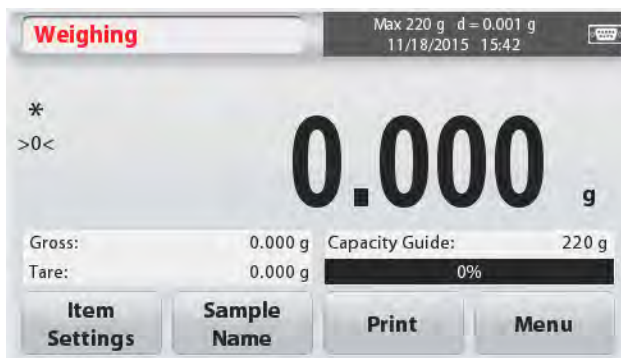 Weighing
Max 220 g d = 0.001 g
11/18/2015 15:42
*
>0<
0.000 g
Gross: 0.000 g
Tare: 0.000 g
Capacity Guide: 220 g
0%
Item Settings
Sample Name
Print
Menu